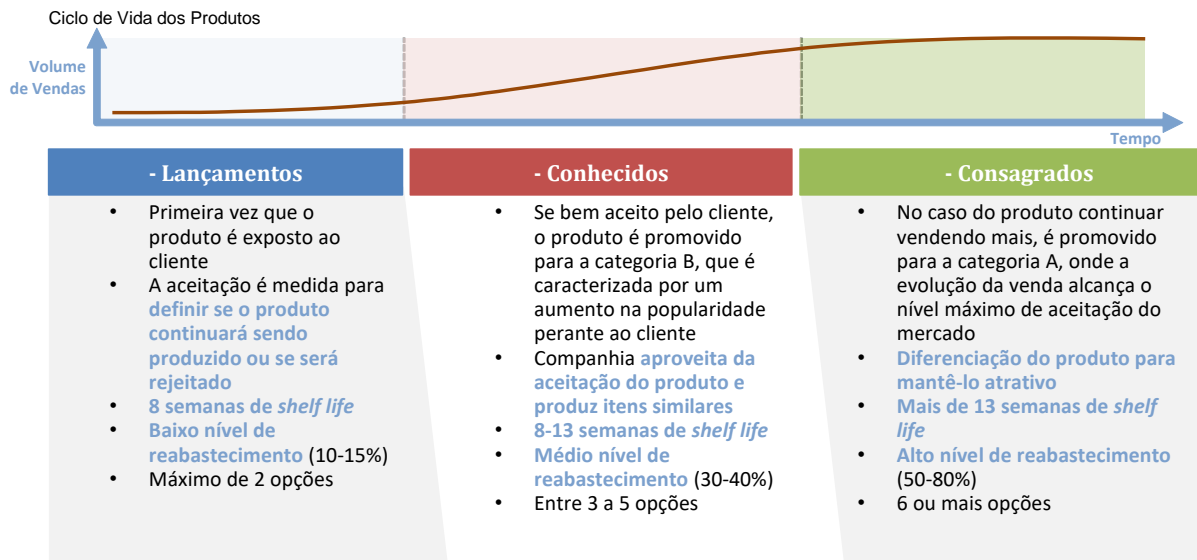 Ciclo de Vida dos Produtos
Volume
de Vendas
Tempo
- Lançamentos
• Primeira vez que o
produto é exposto ao
cliente
• A aceitação é medida para
definir se o produto
continuará sendo
produzido ou se será
rejeitado
• 8 semanas de shelf life
• Baixo nível de
reabastecimento (10-15%)
• Máximo de 2 opções
- Conhecidos
• Se bem aceito pelo cliente,
o produto é promovido
para a categoria B, que é
caracterizada por um
aumento na popularidade
perante ao cliente
• Companhia aproveita da
aceitação do produto e
produz itens similares
• 8-13 semanas de shelf life
• Médio nível de
reabastecimento (30-40%)
• Entre 3 a 5 opções
- Consagrados
• No caso do produto continuar
vendendo mais, é promovido
para a categoria A, onde a
evolução da venda alcança o
nível máximo de aceitação do
mercado
• Diferenciação do produto para
mantê-lo atrativo
• Mais de 13 semanas de shelf
life
• Alto nível de reabastecimento
(50-80%)
• 6 ou mais opções